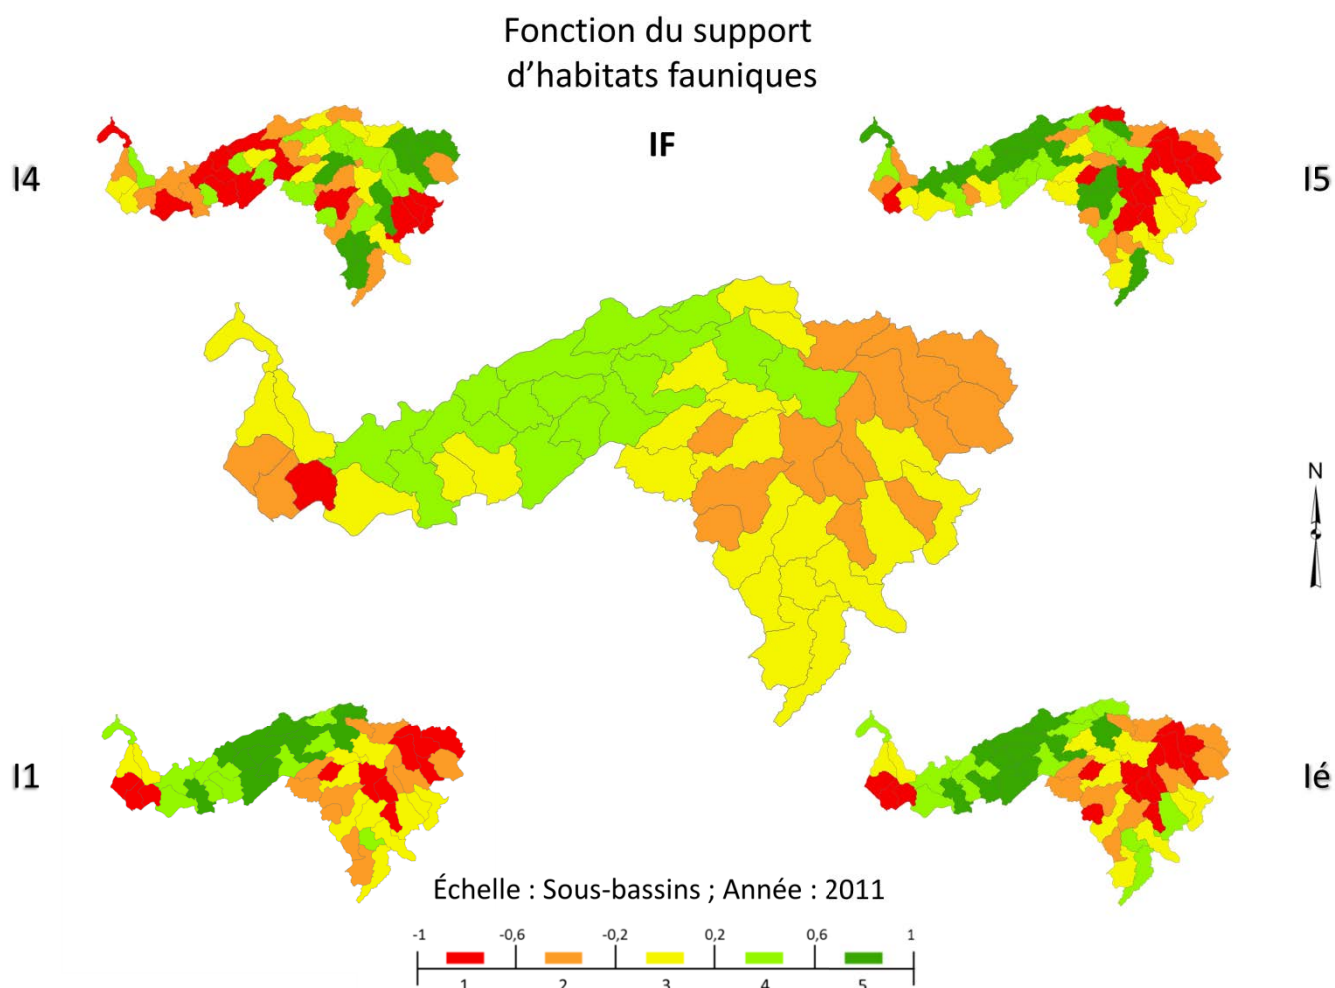 Fonction du support
d’habitats fauniques
IF
I4
I5
N
I1
Ié
Échelle : Sous-bassins ; Année : 2011
-1 -0,6 -0,2 0,2 0,6 1
1 2 3 4 5